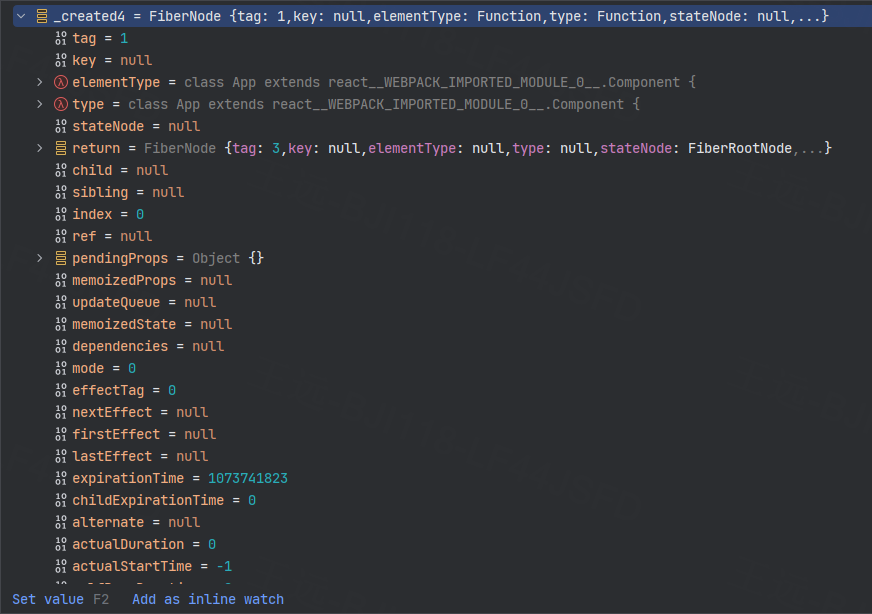 _created4 = FiberNode {tag: 1,key: null,elementType: Function,type: Function,stateNode: null,...}
tag = 1
key = null
elementType = class App extends react__WEBPACK_IMPORTED_MODULE_0__.Component {
type = class App extends react__WEBPACK_IMPORTED_MODULE_0__.Component {
stateNode = null
return = FiberNode {tag: 3,key: null,elementType: null,type: null,stateNode: FiberRootNode,...}
child = null
sibling = null
index = 0
ref = null
pendingProps = Object {}
memoizedProps = null
updateQueue = null
memoizedState = null
dependencies = null
mode = 0
effectTag = 0
nextEffect = null
firstEffect = null
lastEffect = null
expirationTime = 1073741823
childExpirationTime = 0
alternate = null
actualDuration = 0
actualStartTime = -1
Set value F2 Add as inline watch